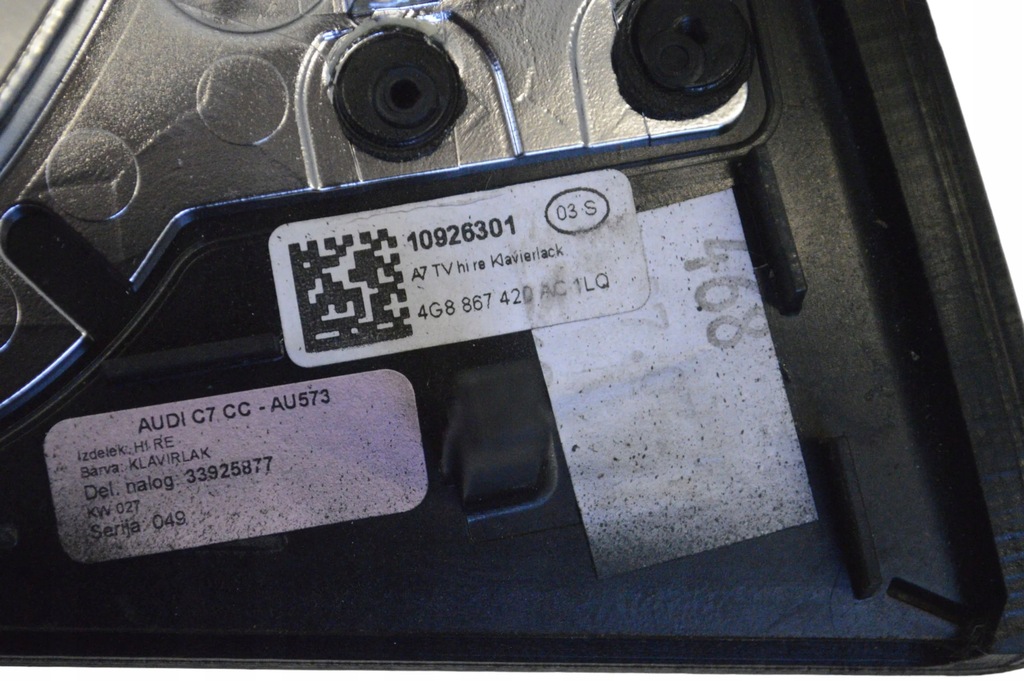 10926301
03 S
A7 TV hi re Klavierlack
4G8 867 420 AC 1LQ
894
AUDI C7 CC - AU573
Izdelek: HI RE
Barva: KLAVIRLAK
Del. nalog 33925877
KW 027
Serija 049